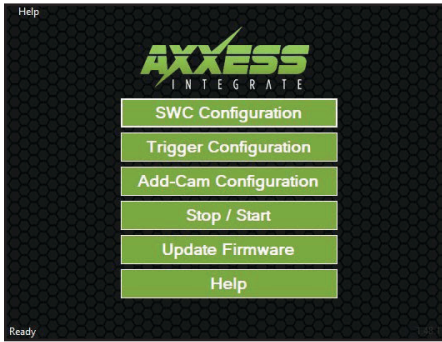 Help
AXXESS
INTEGRATE
SWC Configuration
Trigger Configuration
Add-Cam Configuration
Stop / Start
Update Firmware
Help
Ready